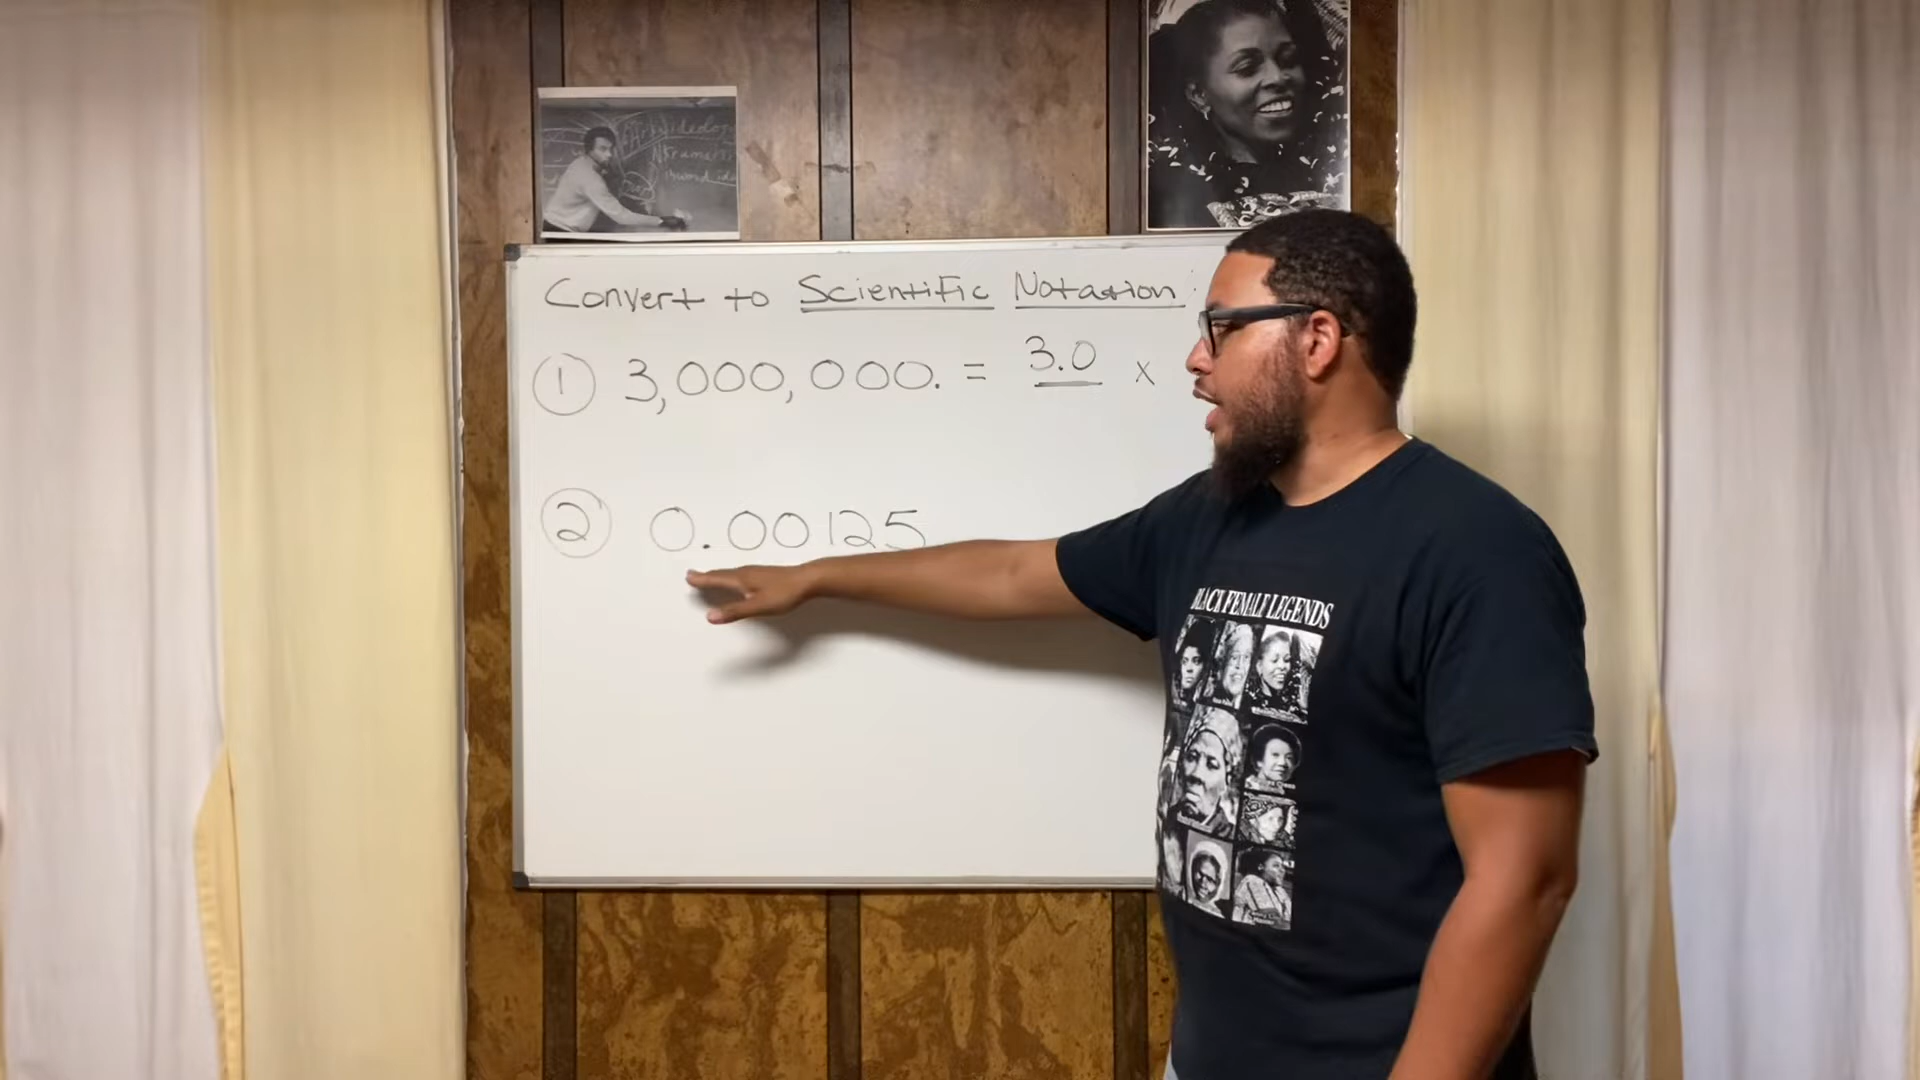 Convert to Scientific Notation:
① 3,000,000. = 3.0 x
② 0.00125
BLACK FEMALE LEGENDS